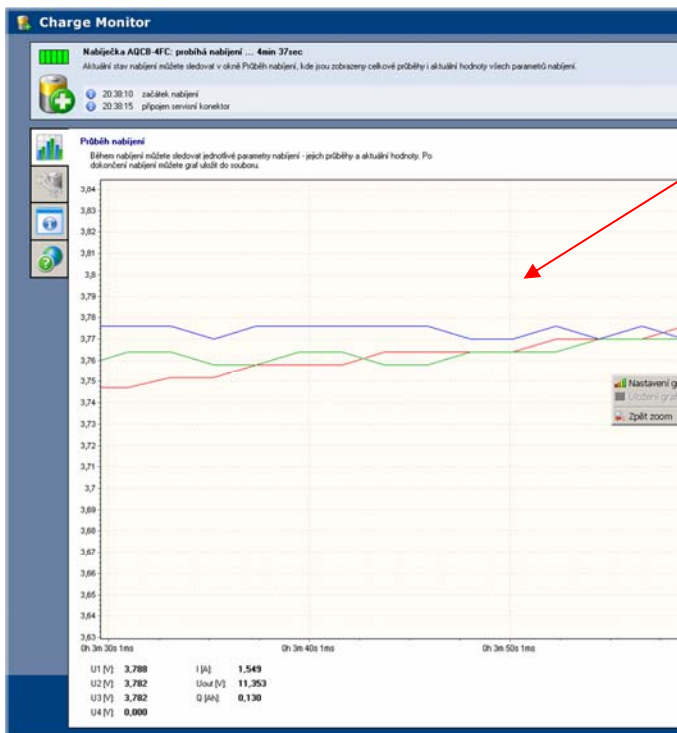 Charge Monitor
Nabíječka AQCB-4FC: probíhá nabíjení ... 4min 37sec
Aktuální stav nabíjení můžete sledovat v okně Průběh nabíjení, kde jsou zobrazeny celkové průběhy i aktuální hodnoty všech parametrů nabíjení.
20:38:10 začátek nabíjení
20:38:15 připojen servisní konektor
Průběh nabíjení
Během nabíjení můžete sledovat jednotlivé parametry nabíjení - jejich průběhy a aktuální hodnoty. Po
dokončení nabíjení můžete graf uložit do souboru.
3,84
3,83
3,82
3,81
3,8
3,79
3,78
3,77
3,76
3,75
3,74
3,73
3,72
3,71
3,7
3,69
3,68
3,67
3,66
3,65
3,64
3,63
Nastavení g
Uložení graf
Zpět zoom
0h 3m 30s 1ms 0h 3m 40s 1ms 0h 3m 50s 1ms
U1 [V]: 3,788 I [A]: 1,549
U2 [V]: 3,782 Uout [V]: 11,353
U3 [V]: 3,782 Q [Ah]: 0,130
U4 [V]: 0,000